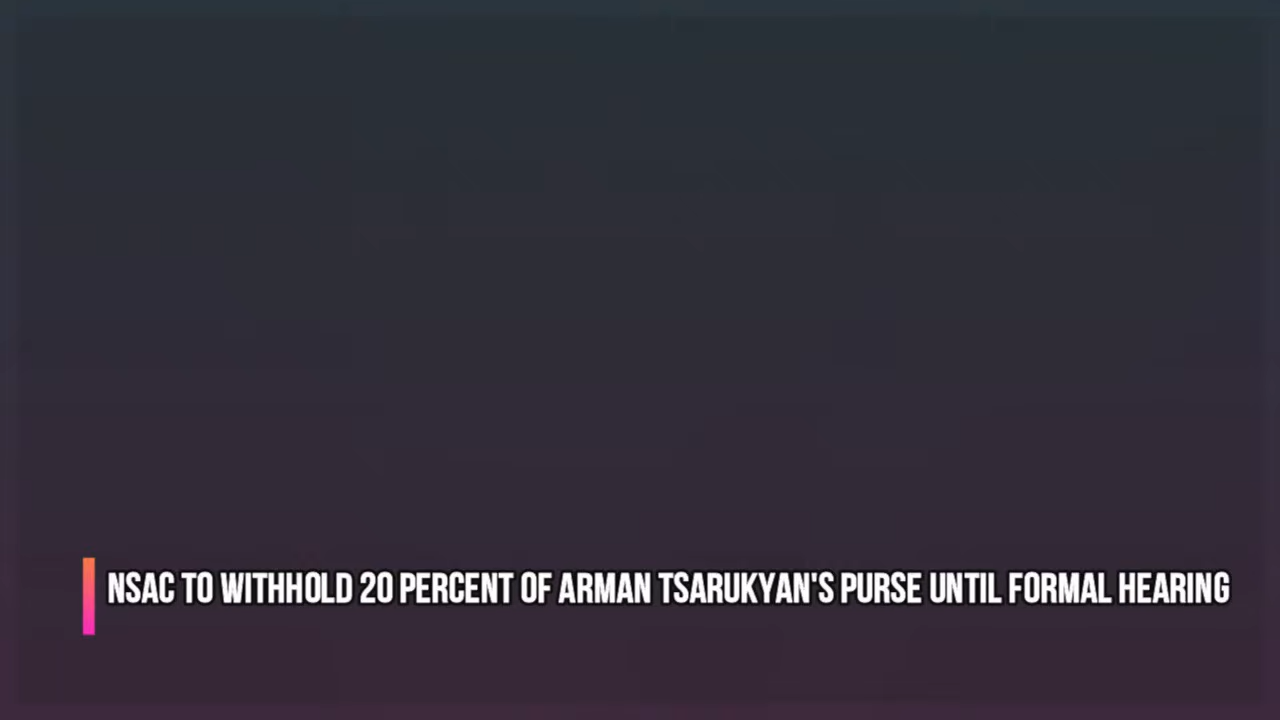 NSAC TO WITHHOLD 20 PERCENT OF ARMAN TSARUKYAN'S PURSE UNTIL FORMAL HEARING